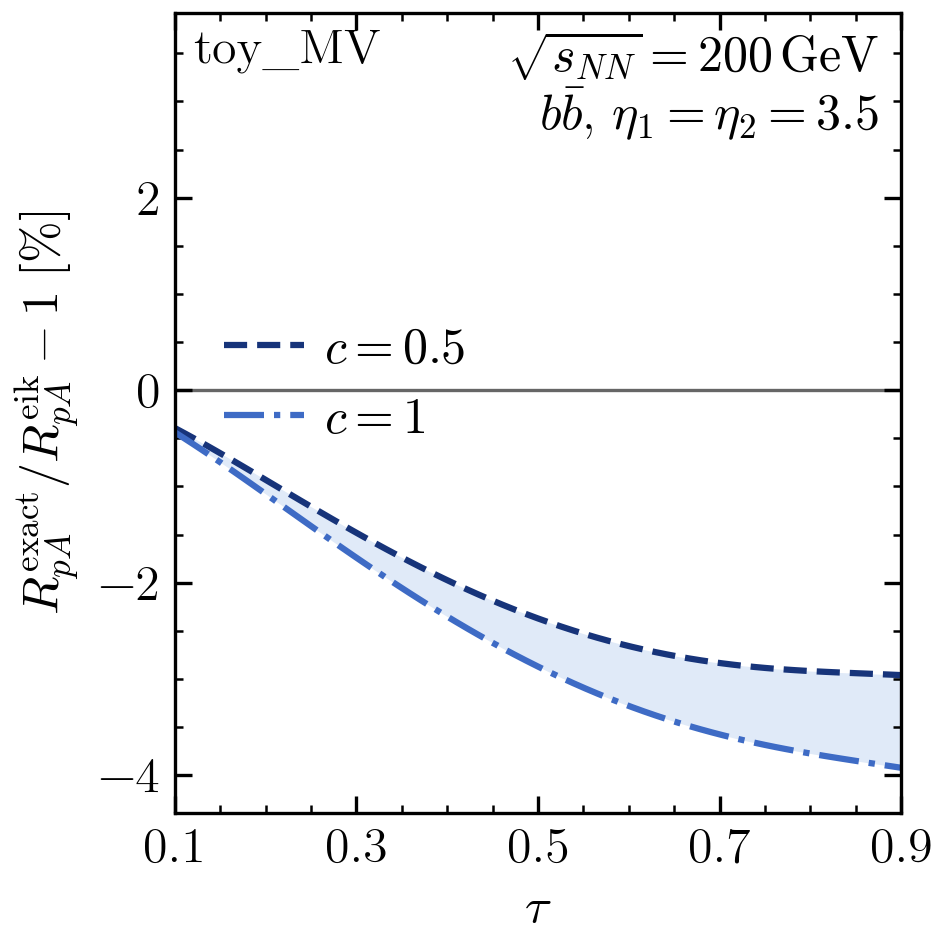 toy_MV
√s_NN = 200 GeV
bb̄, η₁ = η₂ = 3.5
R_pA^exact/R_pA^eik − 1 [%]
2
0
−2
−4
c = 0.5
c = 1
0.1 0.3 0.5 0.7 0.9
τ